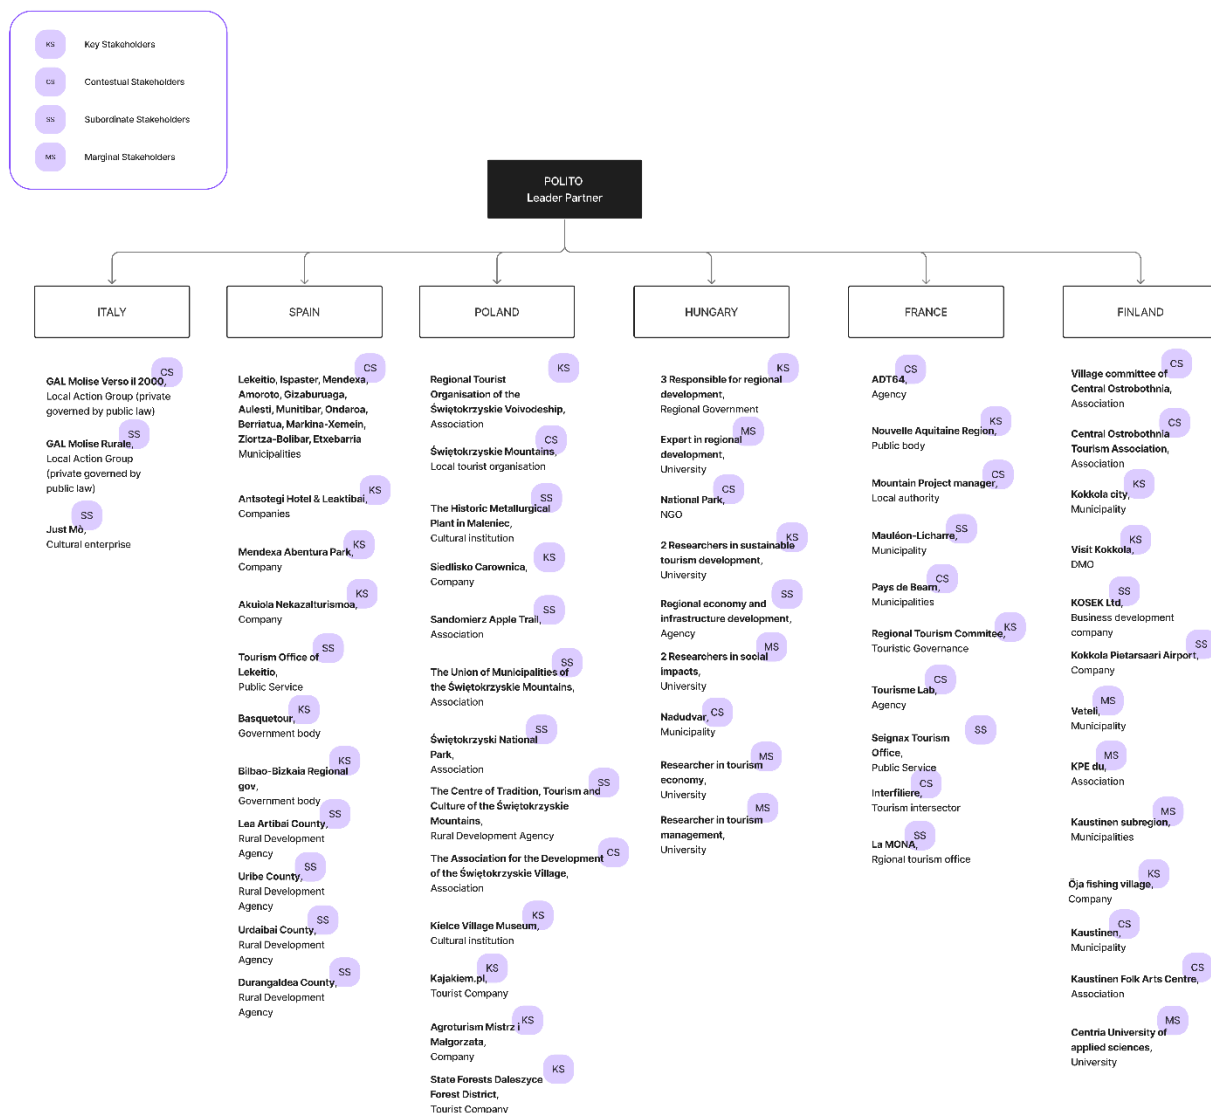 KS Key Stakeholders
CS Contestual Stakeholders
SS Subordinate Stakeholders
MS Marginal Stakeholders
POLITO
Leader Partner
ITALY
SPAIN
POLAND
HUNGARY
FRANCE
FINLAND
CS
GAL Molise Verso il 2000,
Local Action Group (private
governed by public law)
SS
GAL Molise Rurale,
Local Action Group
(private governed by
public law)
SS
Just Mò,
Cultural enterprise
CS
Lekeitio, Ispaster, Mendexa,
Amoroto, Gizaburuaga,
Aulesti, Munitibar, Ondaroa,
Berriatua, Markina-Xemein,
Ziortza-Bolibar, Etxebarria
Municipalities
KS
Antsotegi Hotel & Leaktibai,
Companies
KS
Mendexa Abentura Park,
Company
KS
Akuiola Nekazalturismoa,
Company
SS
Tourism Office of
Lekeitio,
Public Service
KS
Basquetour,
Government body
KS
Bilbao-Bizkaia Regional
gov,
Government body
SS
Lea Artibai County,
Rural Development
Agency
SS
Uribe County,
Rural Development
Agency
SS
Urdaibai County,
Rural Development
Agency
SS
Durangaldea County,
Rural Development
Agency
KS
Regional Tourist
Organisation of the
Świętokrzyskie Voivodeship,
Association
CS
Świętokrzyskie Mountains,
Local tourist organisation
SS
The Historic Metallurgical
Plant in Maleniec,
Cultural institution
KS
Siedlisko Carownica,
Company
SS
Sandomierz Apple Trail,
Association
SS
The Union of Municipalities of
the Świętokrzyskie Mountains,
Association
SS
Świętokrzyski National
Park,
Association
SS
The Centre of Tradition, Tourism and
Culture of the Świętokrzyskie
Mountains,
Rural Development Agency
CS
The Association for the Development
of the Świętokrzyskie Village,
Association
KS
Kielce Village Museum,
Cultural institution
KS
Kajakiem.pl,
Tourist Company
KS
Agroturism Mistrz i
Małgorzata,
Company
KS
State Forests Daleszyce
Forest District,
Tourist Company
KS
3 Responsible for regional
development,
Regional Government
MS
Expert in regional
development,
University
CS
National Park,
NGO
KS
2 Researchers in sustainable
tourism development,
University
SS
Regional economy and
infrastructure development,
Agency
MS
2 Researchers in social
impacts,
University
CS
Nadudvar,
Municipality
MS
Researcher in tourism
economy,
University
MS
Researcher in tourism
management,
University
CS
ADT64,
Agency
KS
Nouvelle Aquitaine Region,
Public body
CS
Mountain Project manager,
Local authority
SS
Mauléon-Licharre,
Municipality
CS
Pays de Bearn,
Municipalities
KS
Regional Tourism Commitee,
Touristic Governance
CS
Tourisme Lab,
Agency
SS
Seignax Tourism
Office,
Public Service
CS
Interfiliere,
Tourism intersector
SS
La MONA,
Rgional tourism office
CS
Village committee of
Central Ostrobothnia,
Association
CS
Central Ostrobothnia
Tourism Association,
Association
KS
Kokkola city,
Municipality
KS
Visit Kokkola,
DMO
SS
KOSEK Ltd,
Business development
company
SS
Kokkola Pietarsaari Airport,
Company
MS
Veteli,
Municipality
MS
KPE du,
Association
MS
Kaustinen subregion,
Municipalities
KS
Öja fishing village,
Company
CS
Kaustinen,
Municipality
CS
Kaustinen Folk Arts Centre,
Association
MS
Centria University of
applied sciences,
University